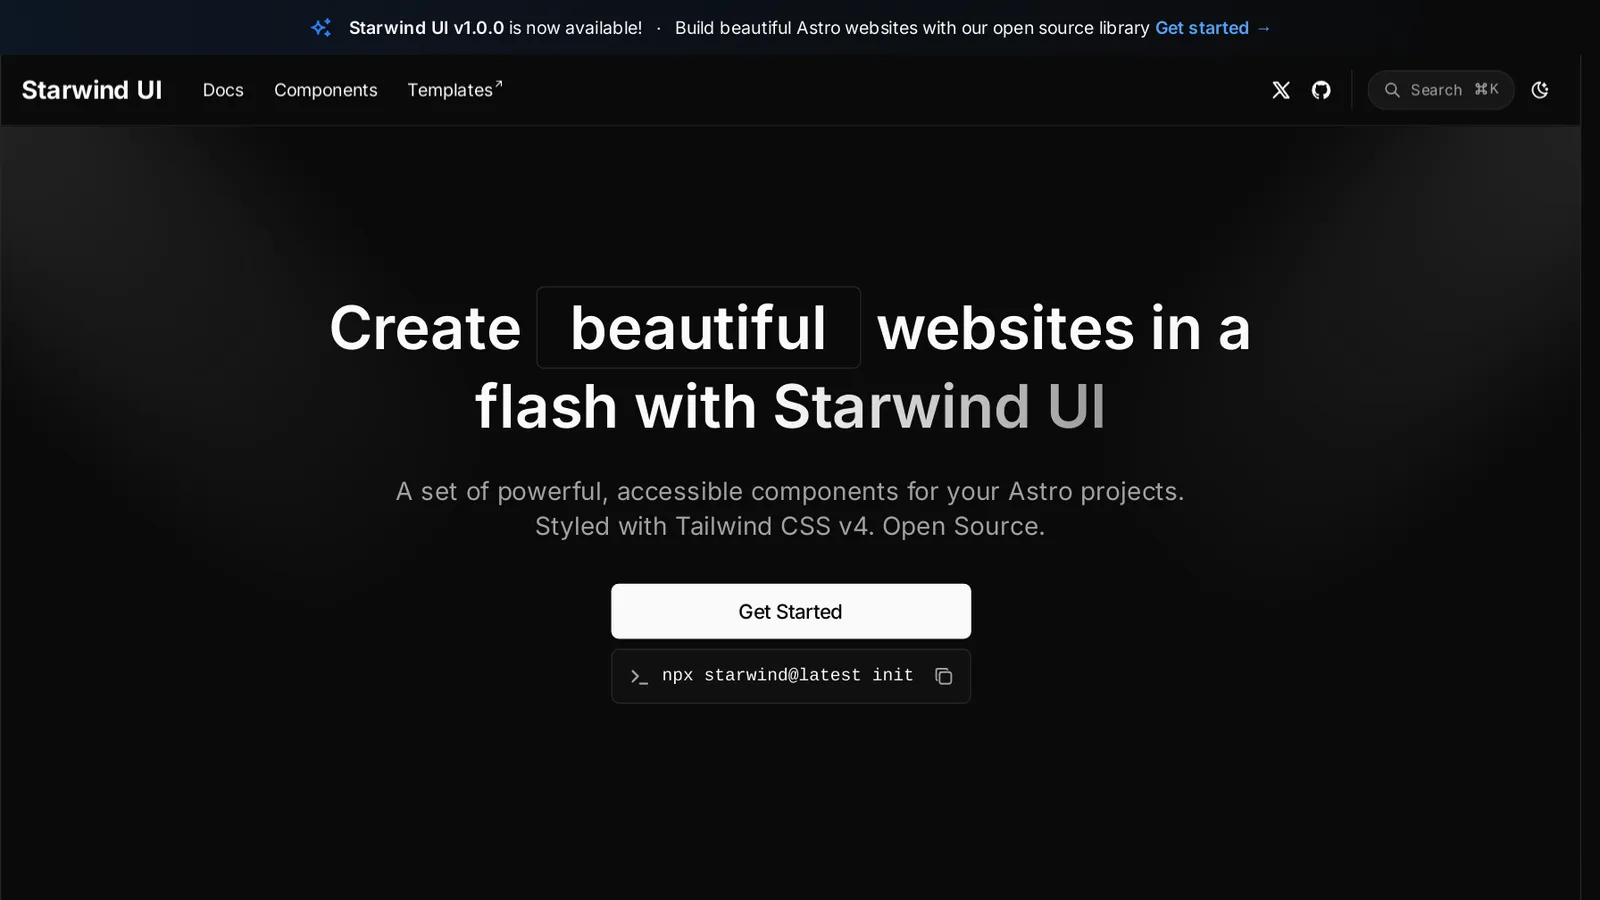 Starwind UI v1.0.0 is now available! · Build beautiful Astro websites with our open source library Get started →
Starwind UI Docs Components Templates↗ Search ⌘K
Create beautiful websites in a
flash with Starwind UI
A set of powerful, accessible components for your Astro projects.
Styled with Tailwind CSS v4. Open Source.
Get Started
npx starwind@latest init